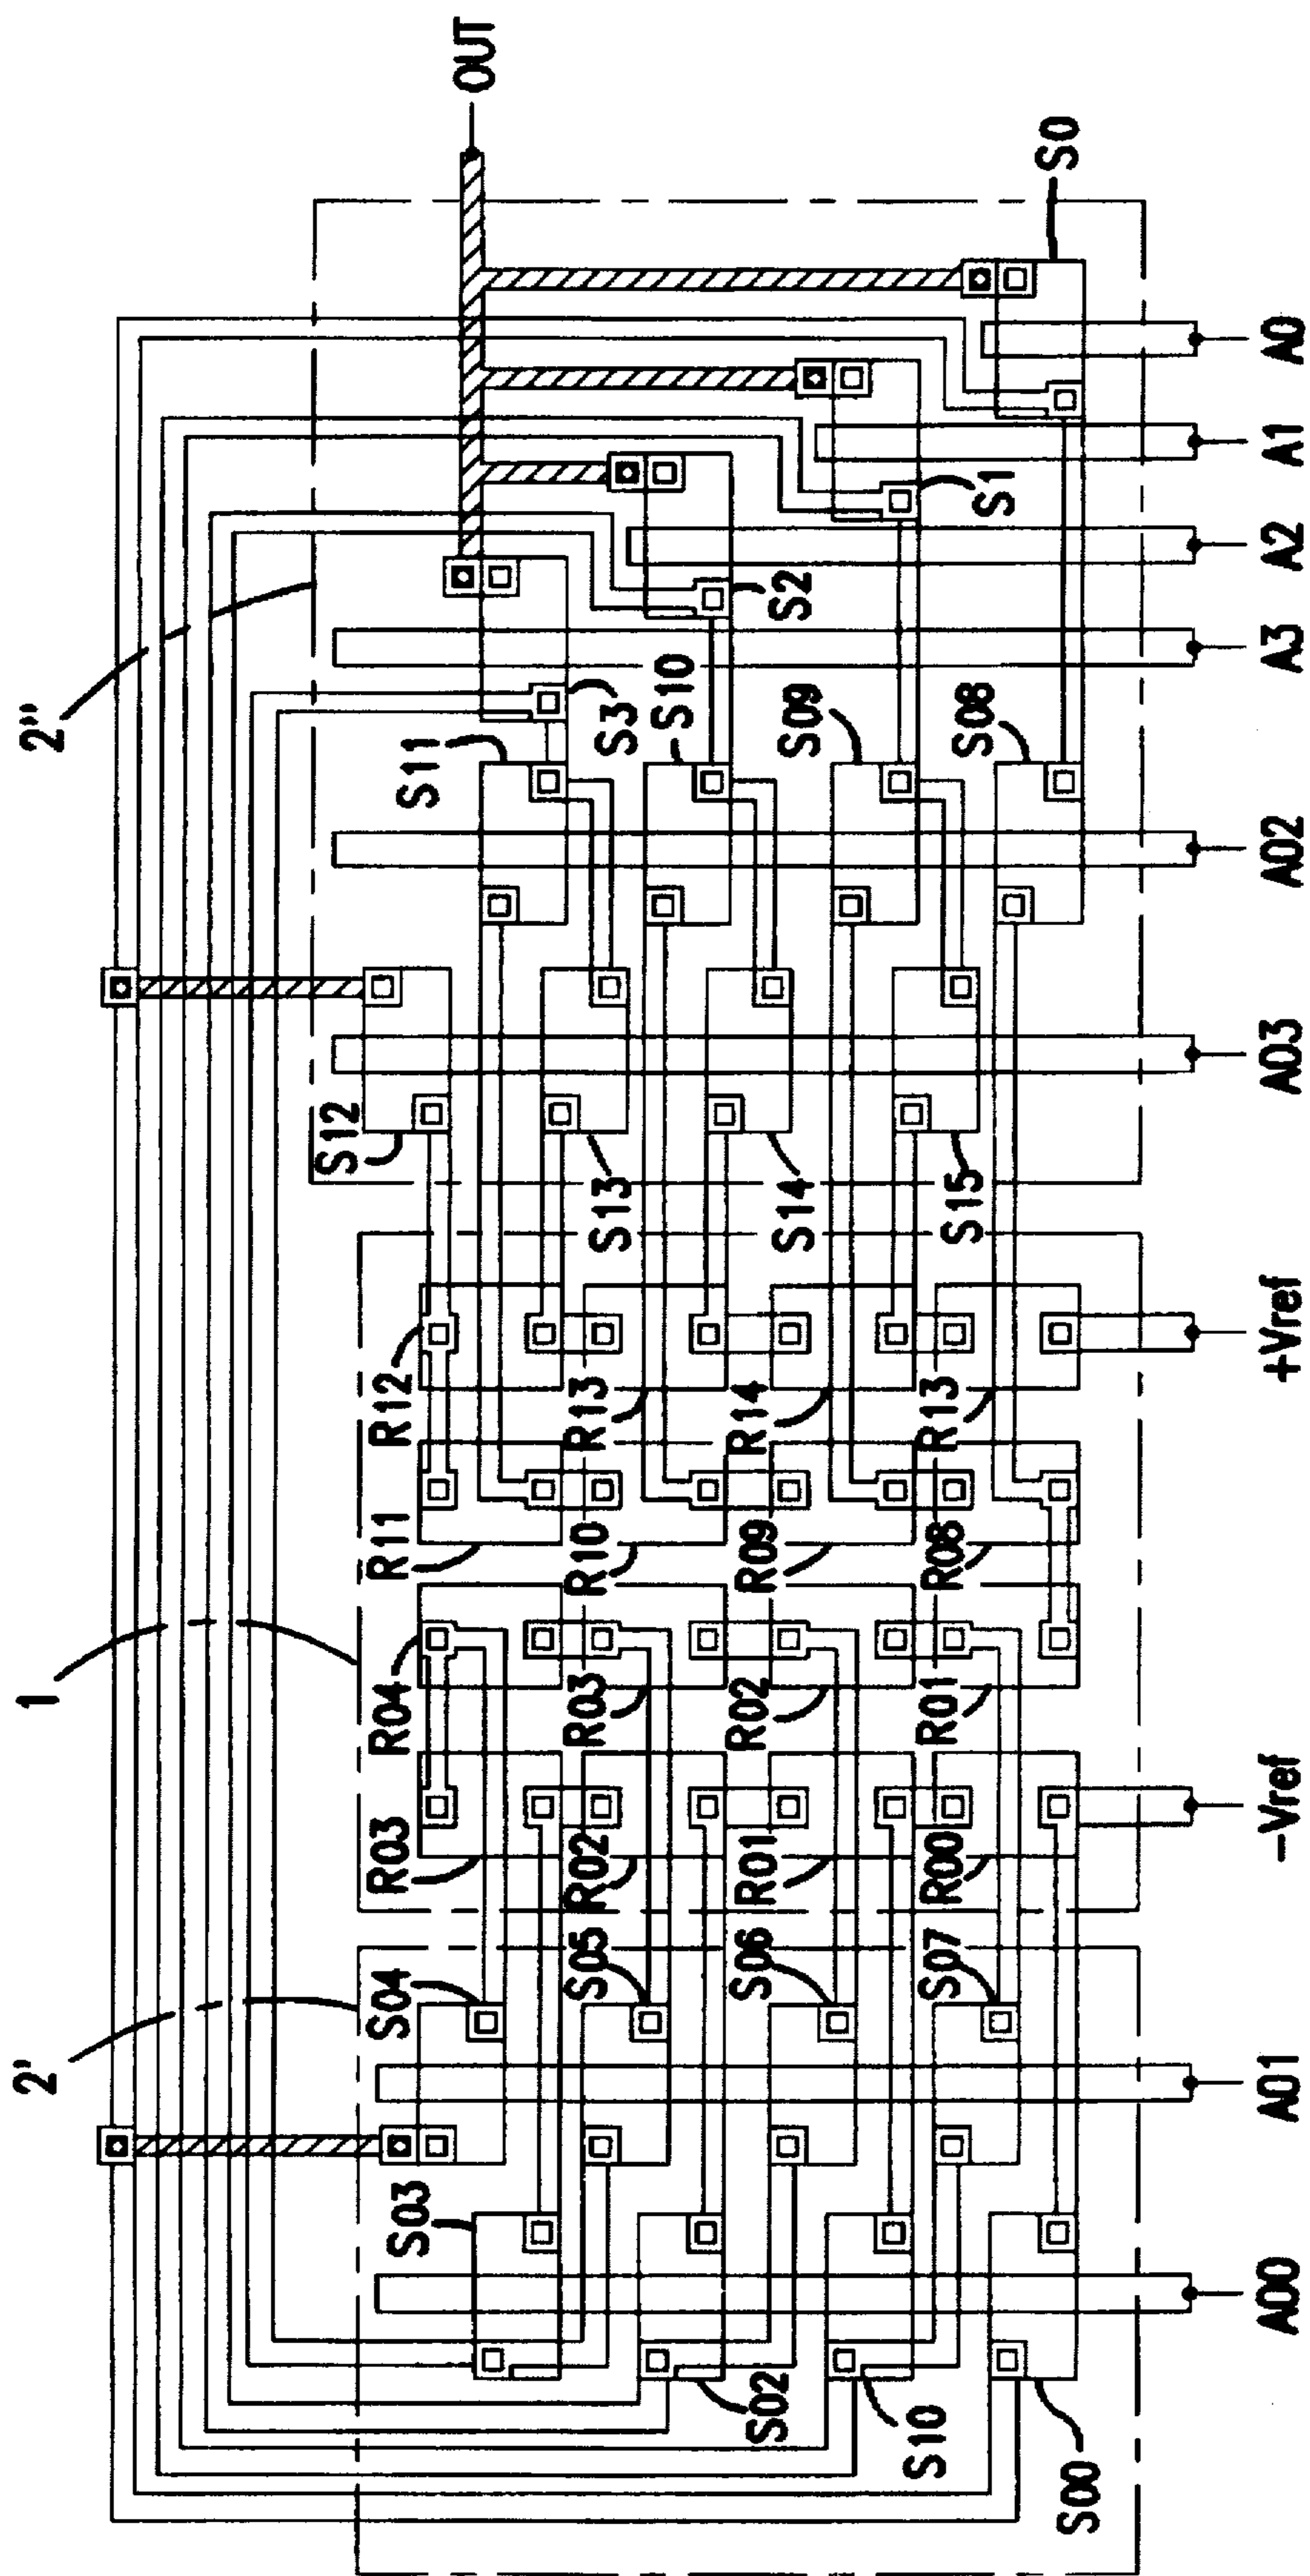 OUT
2"
1
2'
S0
S1
S2
S3
S11
S10
S09
S08
S12
S13
S14
S15
R12
R13
R14
R13
R11
R10
R09
R08
R04
R03
R02
R01
R03
R02
R01
R00
S04
S05
S06
S07
S03
S02
S10
S00
A00
A01
−Vref
+Vref
A03
A02
A3
A2
A1
A0